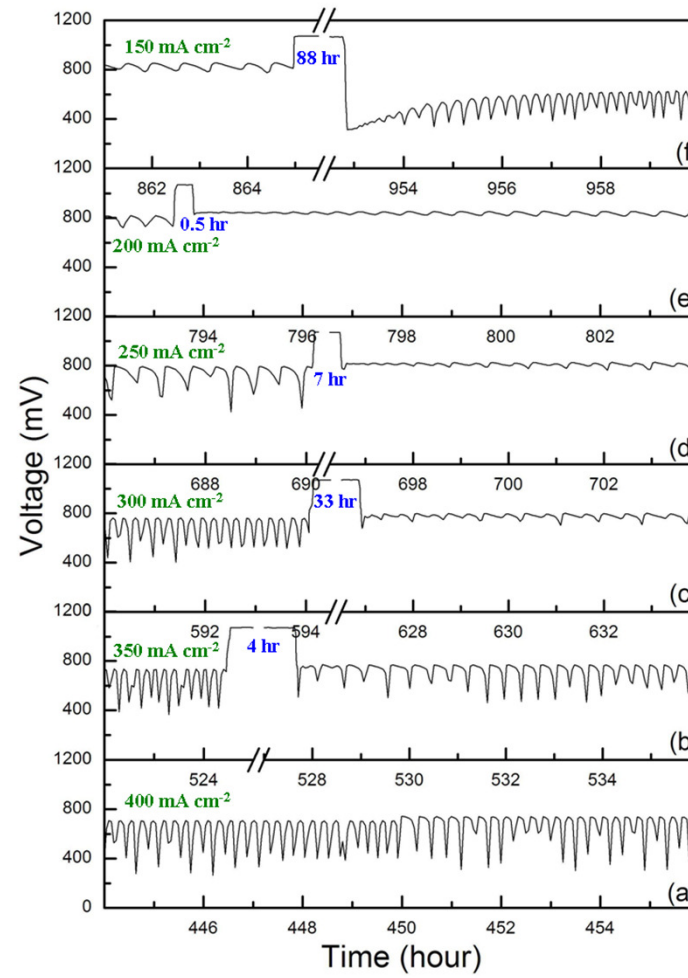 1200
150 mA cm-2
800
88 hr
400
(f
1200
862 864 954 956 958
800
0.5 hr
200 mA cm-2
400
(e
1200
794 796 798 800 802
250 mA cm-2
800
7 hr
400
(d
1200
688 690 698 700 702
300 mA cm-2
33 hr
800
400
(c
1200
592 594 628 630 632
350 mA cm-2
4 hr
800
400
(b
1200
524 528 530 532 534
400 mA cm-2
800
400
(a
0
446 448 450 452 454
Voltage (mV)
Time (hour)